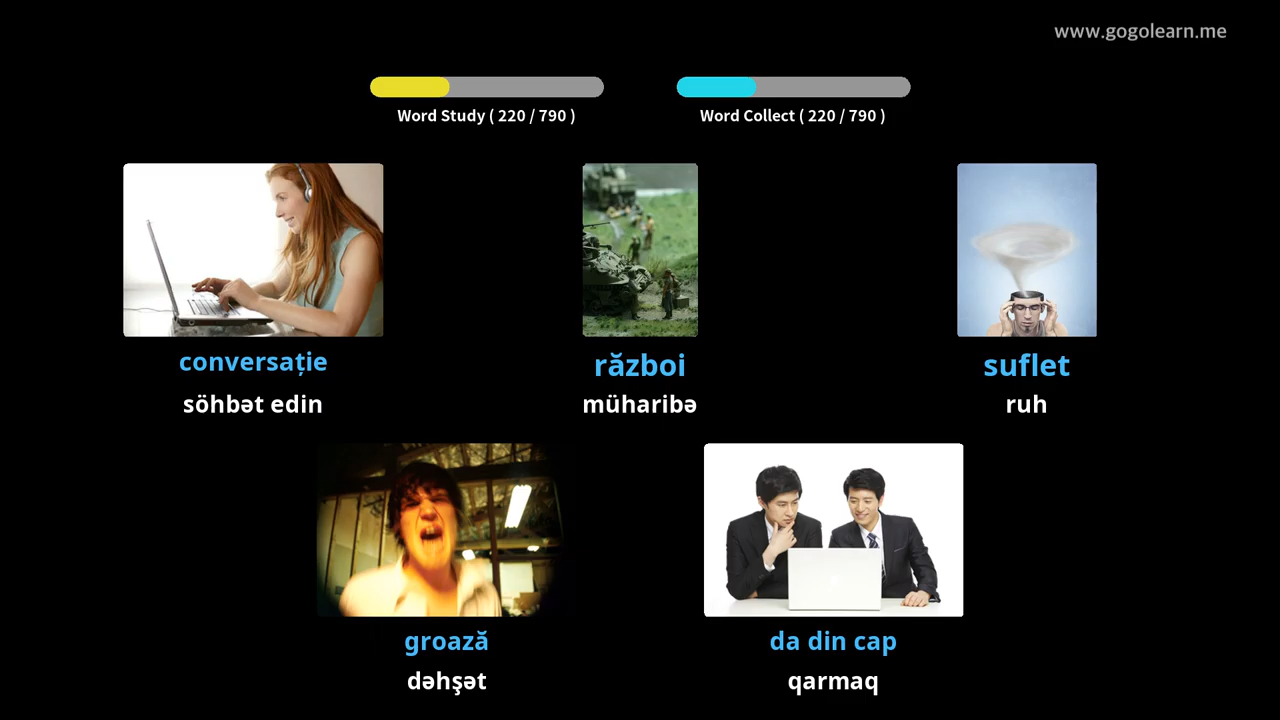 www.gogolearn.me
Word Study ( 220 / 790 )
Word Collect ( 220 / 790 )
conversație
söhbət edin
război
müharibə
suflet
ruh
groază
dəhşət
da din cap
qarmaq